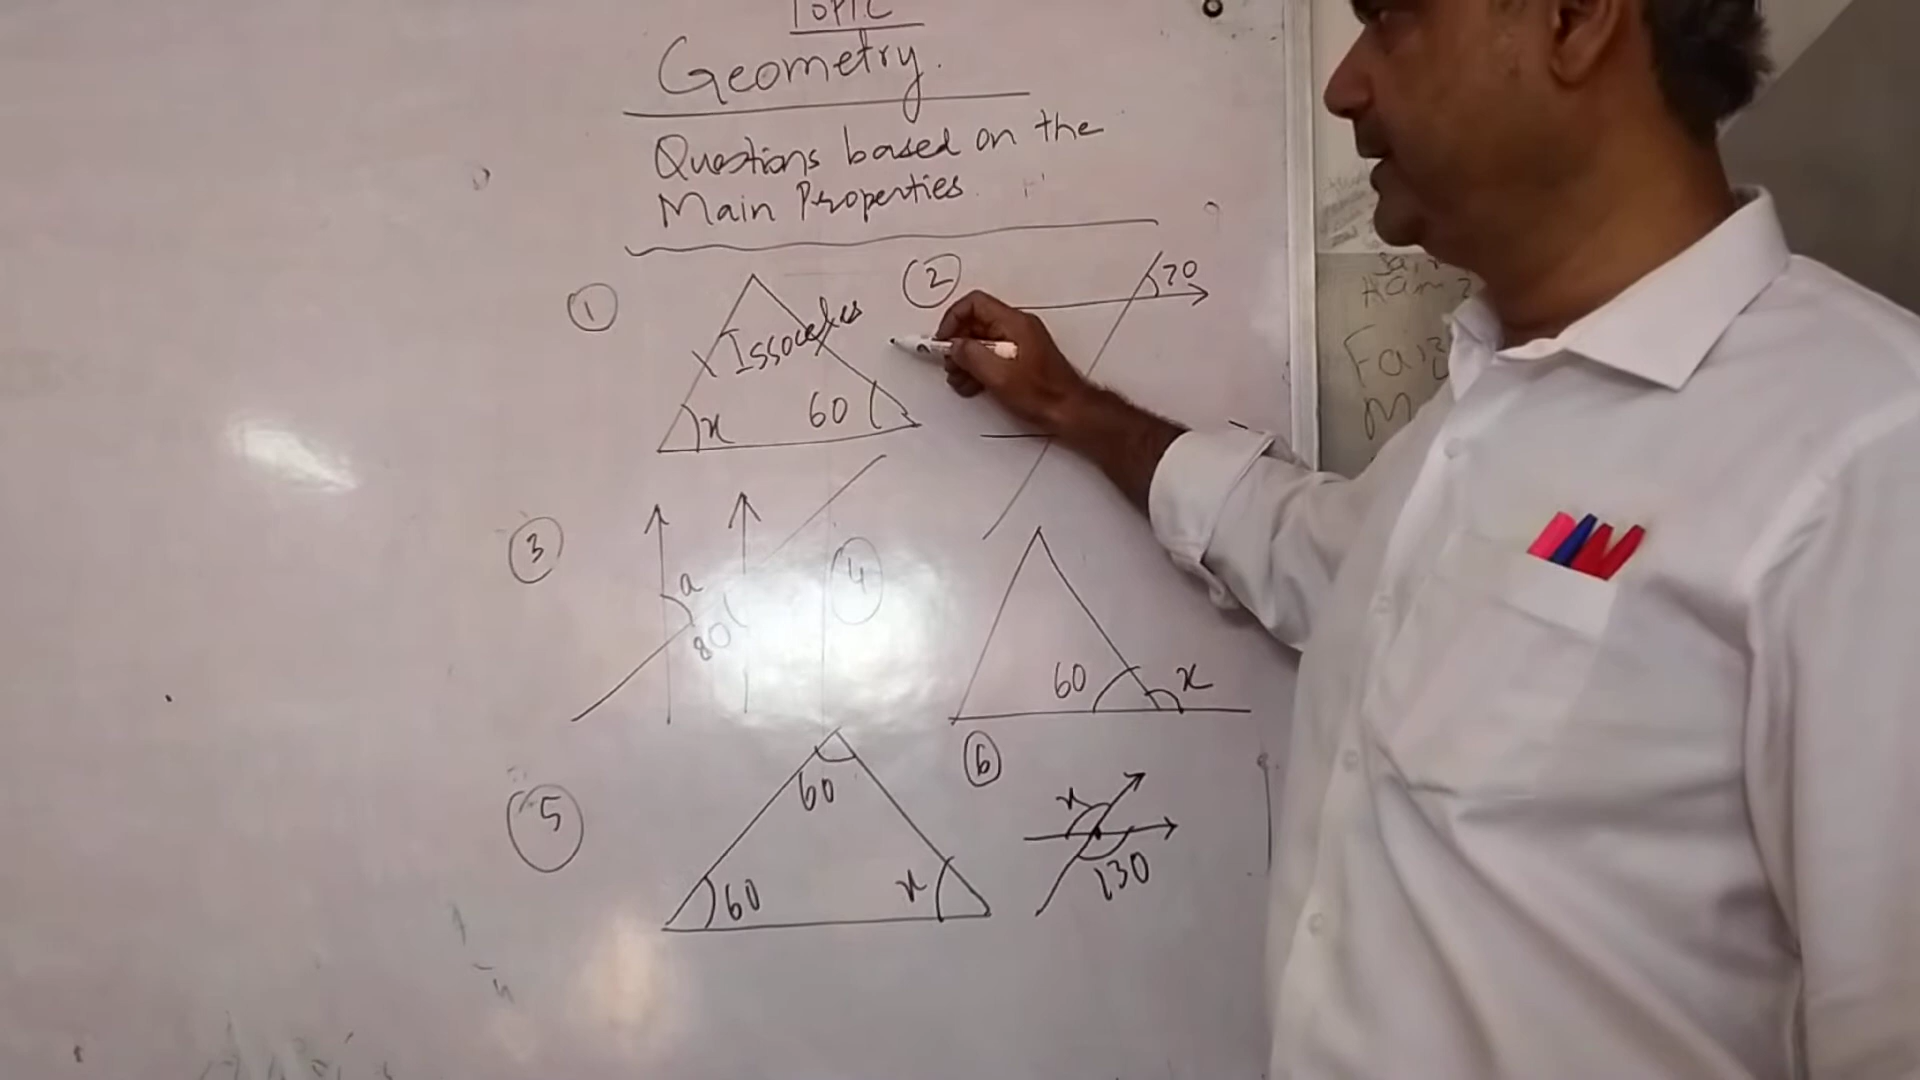 TOPIC
Geometry.
Questions based on the
Main Properties.
1
Issoceles
x
60
2
70
3
a
80
4
60
x
5
60
60
x
6
x
130